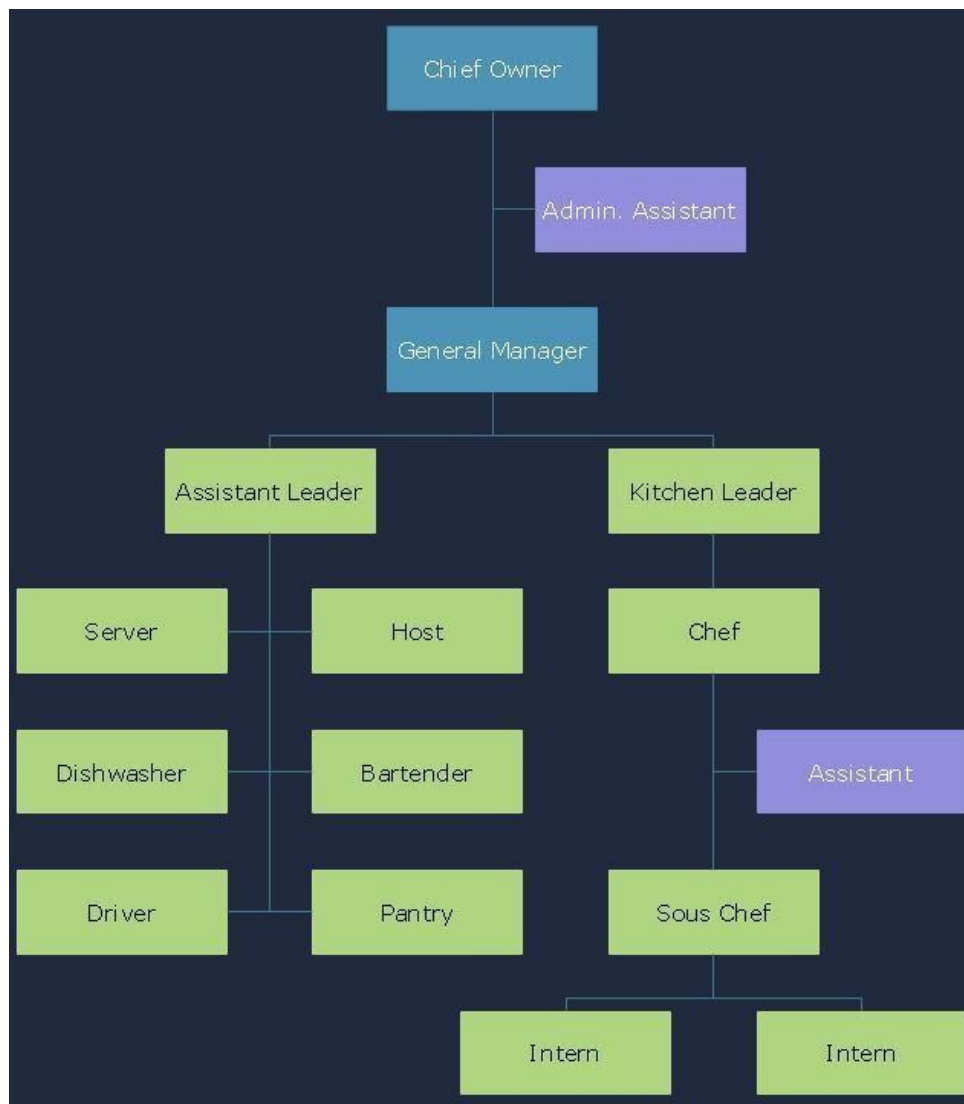 Chief Owner
Admin. Assistant
General Manager
Assistant Leader
Kitchen Leader
Server
Host
Chef
Dishwasher
Bartender
Assistant
Driver
Pantry
Sous Chef
Intern
Intern